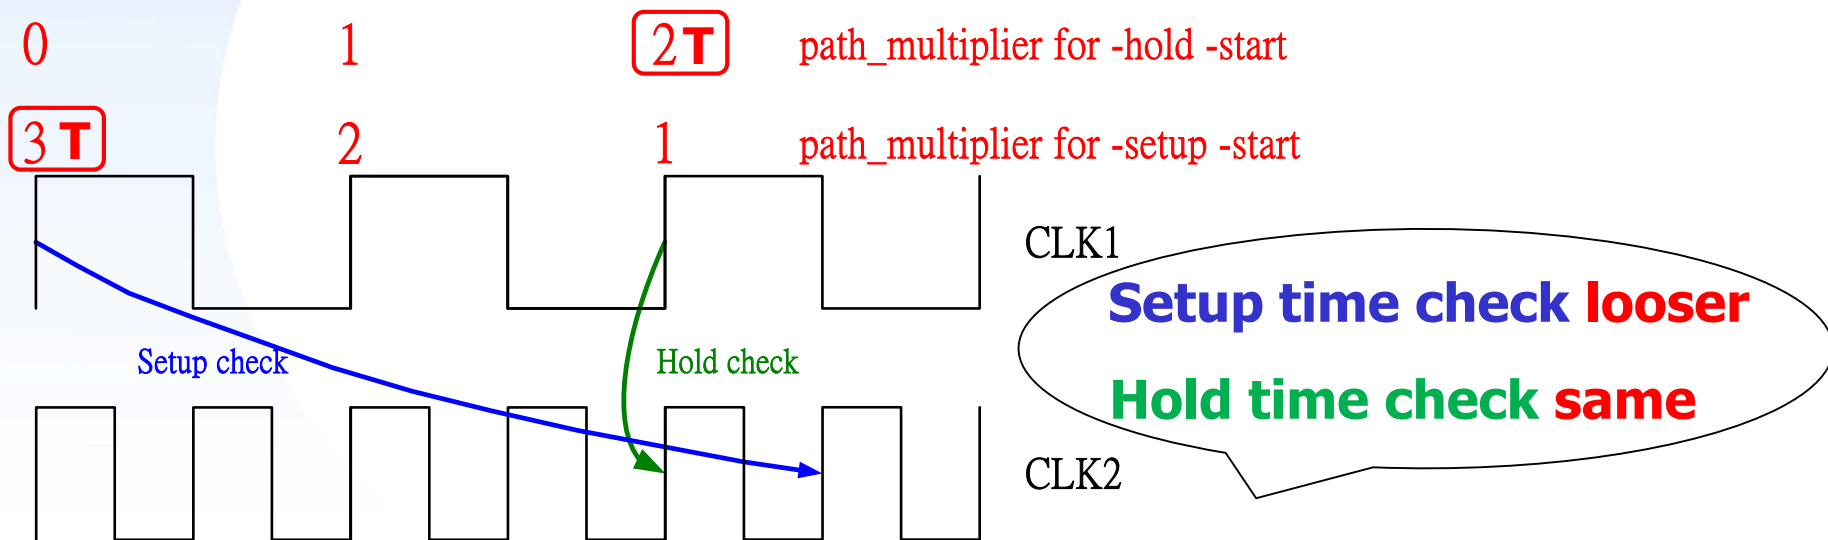 0 1 2T path_multiplier for -hold -start
3 T 2 1 path_multiplier for -setup -start
CLK1
Setup time check looser
Setup check Hold check
Hold time check same
CLK2